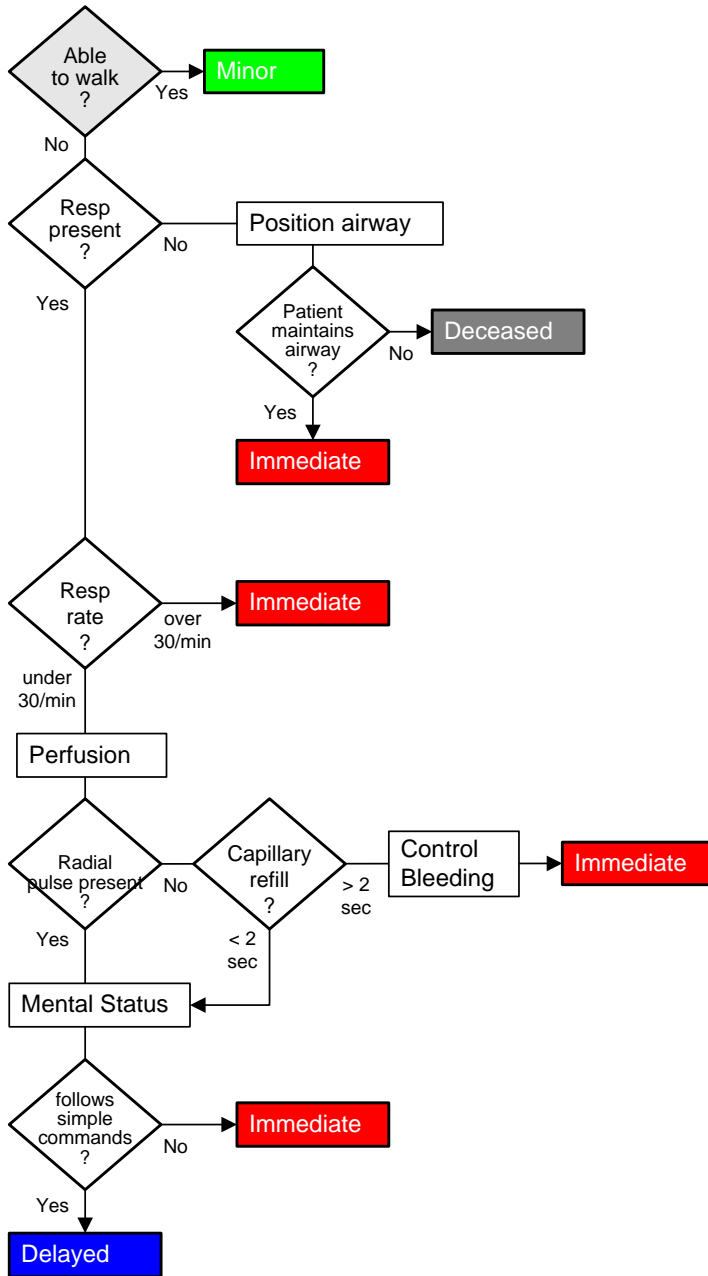 Able
to walk
?
Yes
Minor
No
Resp
present
?
No
Position airway
Yes
Patient
maintains
airway
?
No
Deceased
Yes
Immediate
Resp
rate
?
over
30/min
Immediate
under
30/min
Perfusion
Radial
pulse present
?
No
Capillary
refill
?
> 2
sec
Control
Bleeding
Immediate
Yes
< 2
sec
Mental Status
follows
simple
commands
?
No
Immediate
Yes
Delayed